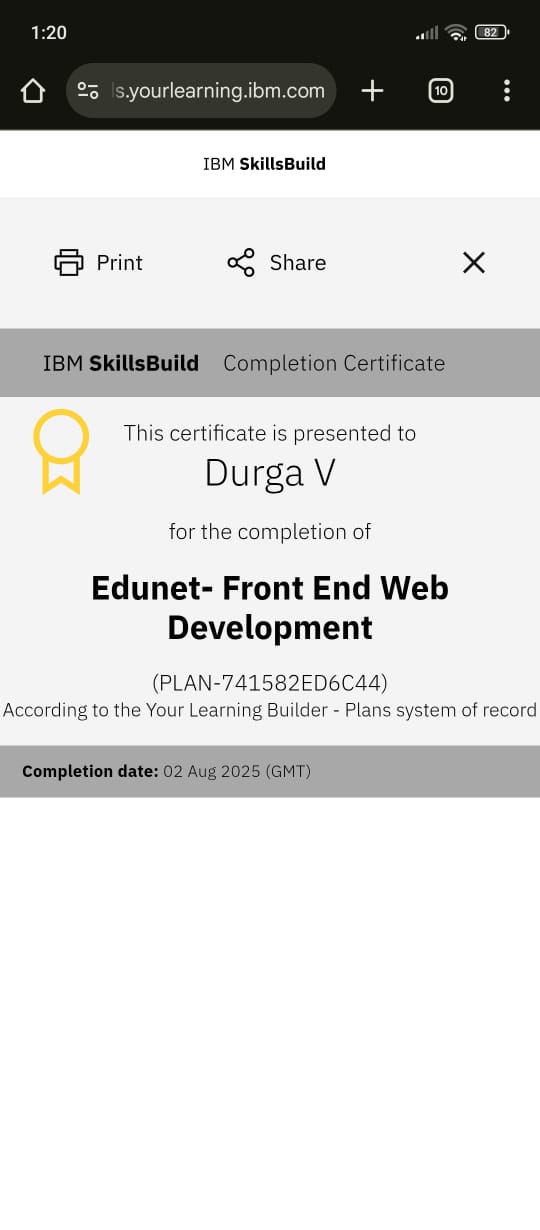 1:20
82
ls.yourlearning.ibm.com
10
IBM SkillsBuild
Print
Share
IBM SkillsBuild Completion Certificate
This certificate is presented to
Durga V
for the completion of
Edunet- Front End Web
Development
(PLAN-741582ED6C44)
According to the Your Learning Builder - Plans system of record
Completion date: 02 Aug 2025 (GMT)